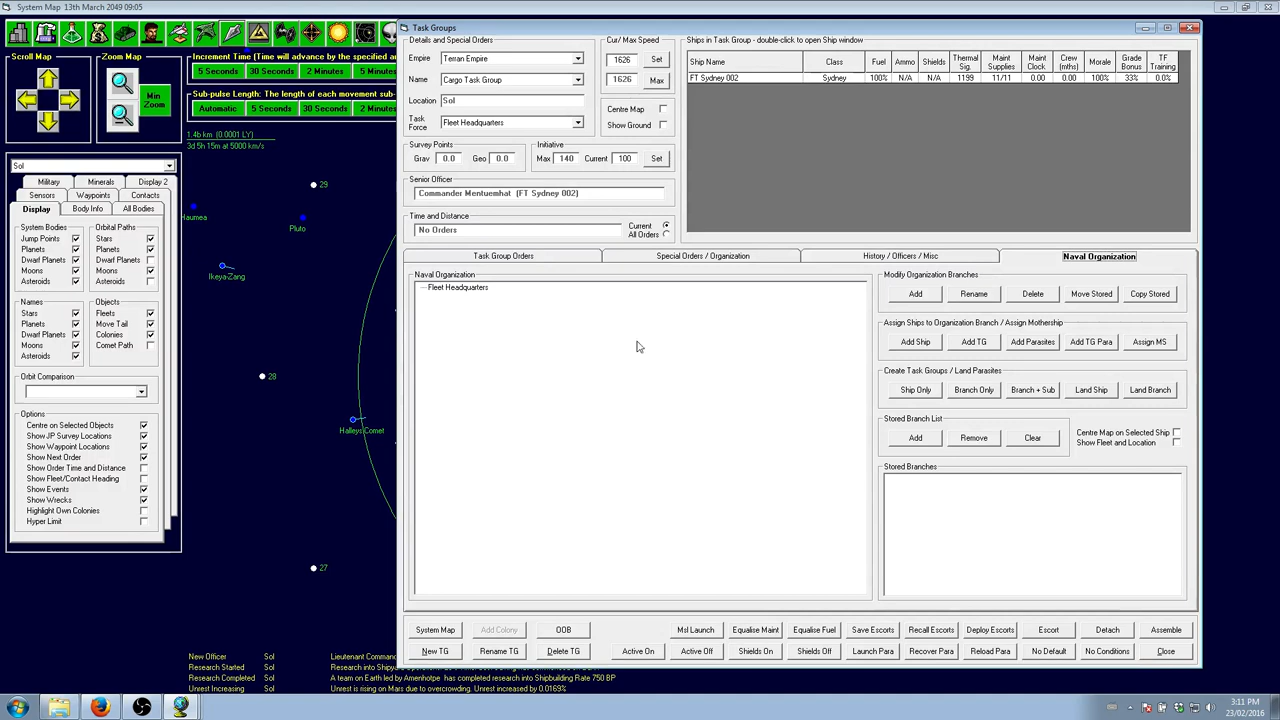 System Map  13th March 2049 09:05
Scroll Map
Zoom Map
Min
Zoom
Increment Time (Time will advance by the specified a
5 Seconds
30 Seconds
2 Minutes
Sub-pulse Length: The length of each movement sub-
Automatic
5 Seconds
30 Seconds
2 Minutes
1.4b km (0.0001 LY)
3d 5h 15m at 5000 km/s
Sol
Military
Minerals
Display 2
Sensors
Waypoints
Contacts
Display
Body Info
All Bodies
System Bodies
Jump Points
Planets
Dwarf Planets
Moons
Asteroids
Orbital Paths
Stars
Planets
Dwarf Planets
Moons
Asteroids
Names
Stars
Planets
Dwarf Planets
Moons
Asteroids
Objects
Fleets
Move Tail
Colonies
Comet Path
Orbit Comparison
Options
Centre on Selected Objects
Show JP Survey Locations
Show Waypoint Locations
Show Next Order
Show Order Time and Distance
Show Fleet/Contact Heading
Show Events
Show Wrecks
Highlight Own Colonies
Hyper Limit
29
Haumea
Pluto
Ikeya-Zang
28
Halleys Comet
27
New Officer Sol Lieutenant Comman
Research Started Sol Research into Shipya
Research Completed Sol A team on Earth led by Amenhotpe has completed research into Shipbuilding Rate 750 BP
Unrest Increasing Sol Unrest is rising on Mars due to overcrowding. Unrest increased by 0.0169%
Task Groups
Details and Special Orders
Empire Terran Empire
Name Cargo Task Group
Location Sol
Task
Force Fleet Headquarters
Cur/ Max Speed
1626 Set
1626 Max
Centre Map
Show Ground
Survey Points
Grav 0.0 Geo 0.0
Initiative
Max 140 Current 100 Set
Senior Officer
Commander Mentuemhat (FT Sydney 002)
Time and Distance
No Orders
Current
All Orders
Ships in Task Group - double-click to open Ship window
Ship Name Class Fuel Ammo Shields Thermal Sig. Maint Supplies Maint Clock Crew (mths) Morale Grade Bonus TF Training
FT Sydney 002 Sydney 100% N/A N/A 1199 11/11 0.00 0.00 100% 33% 0.0%
Task Group Orders
Special Orders / Organization
History / Officers / Misc
Naval Organization
Naval Organization
Fleet Headquarters
Modify Organization Branches
Add
Rename
Delete
Move Stored
Copy Stored
Assign Ships to Organization Branch / Assign Mothership
Add Ship
Add TG
Add Parasites
Add TG Para
Assign MS
Create Task Groups / Land Parasites
Ship Only
Branch Only
Branch + Sub
Land Ship
Land Branch
Stored Branch List
Add
Remove
Clear
Centre Map on Selected Ship
Show Fleet and Location
Stored Branches
System Map
Add Colony
OOB
Msl Launch
Equalise Maint
Equalise Fuel
Save Escorts
Recall Escorts
Deploy Escorts
Escort
Detach
Assemble
New TG
Rename TG
Delete TG
Active On
Active Off
Shields On
Shields Off
Launch Para
Recover Para
Reload Para
No Default
No Conditions
Close
3:11 PM
23/02/2016